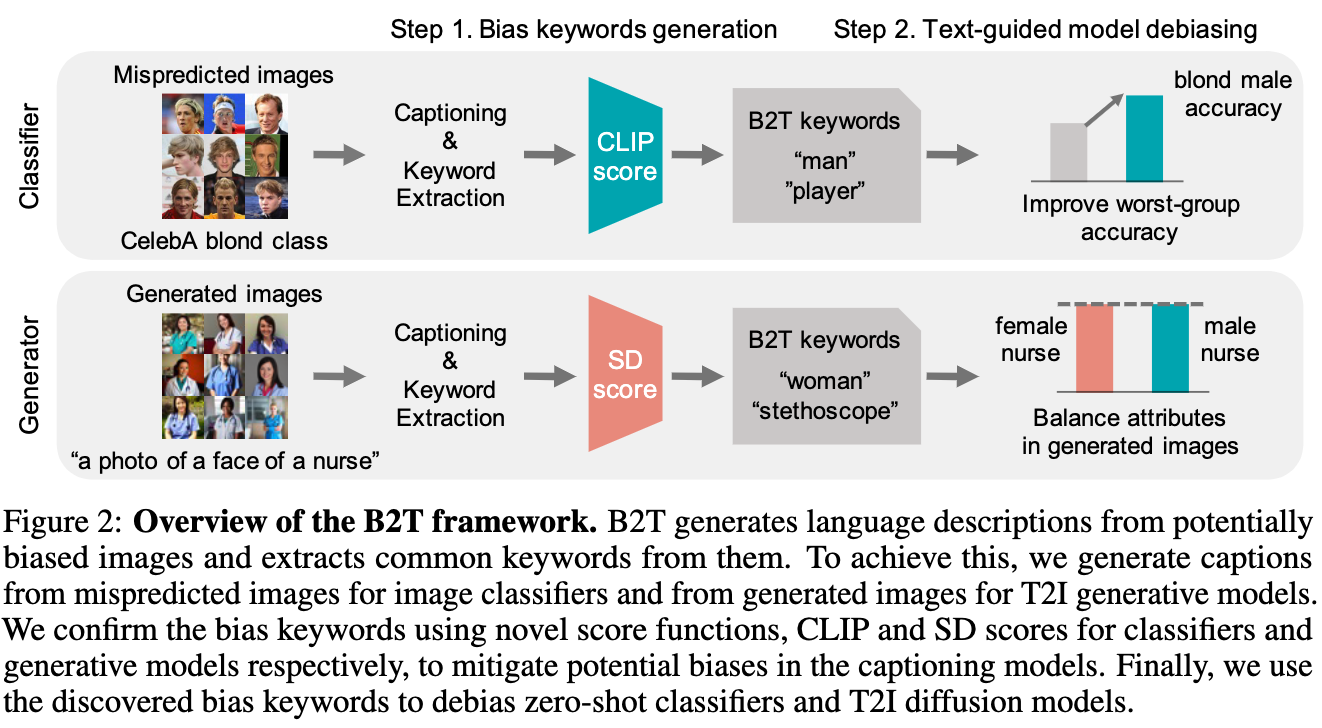 Step 1. Bias keywords generation
Step 2. Text-guided model debiasing
Classifier
Mispredicted images
CelebA blond class
Captioning
&
Keyword
Extraction
CLIP
score
B2T keywords
“man”
”player”
blond male
accuracy
Improve worst-group
accuracy
Generator
Generated images
“a photo of a face of a nurse”
Captioning
&
Keyword
Extraction
SD
score
B2T keywords
“woman”
“stethoscope”
female
nurse
male
nurse
Balance attributes
in generated images
Figure 2: Overview of the B2T framework. B2T generates language descriptions from potentially
biased images and extracts common keywords from them. To achieve this, we generate captions
from mispredicted images for image classifiers and from generated images for T2I generative models.
We confirm the bias keywords using novel score functions, CLIP and SD scores for classifiers and
generative models respectively, to mitigate potential biases in the captioning models. Finally, we use
the discovered bias keywords to debias zero-shot classifiers and T2I diffusion models.